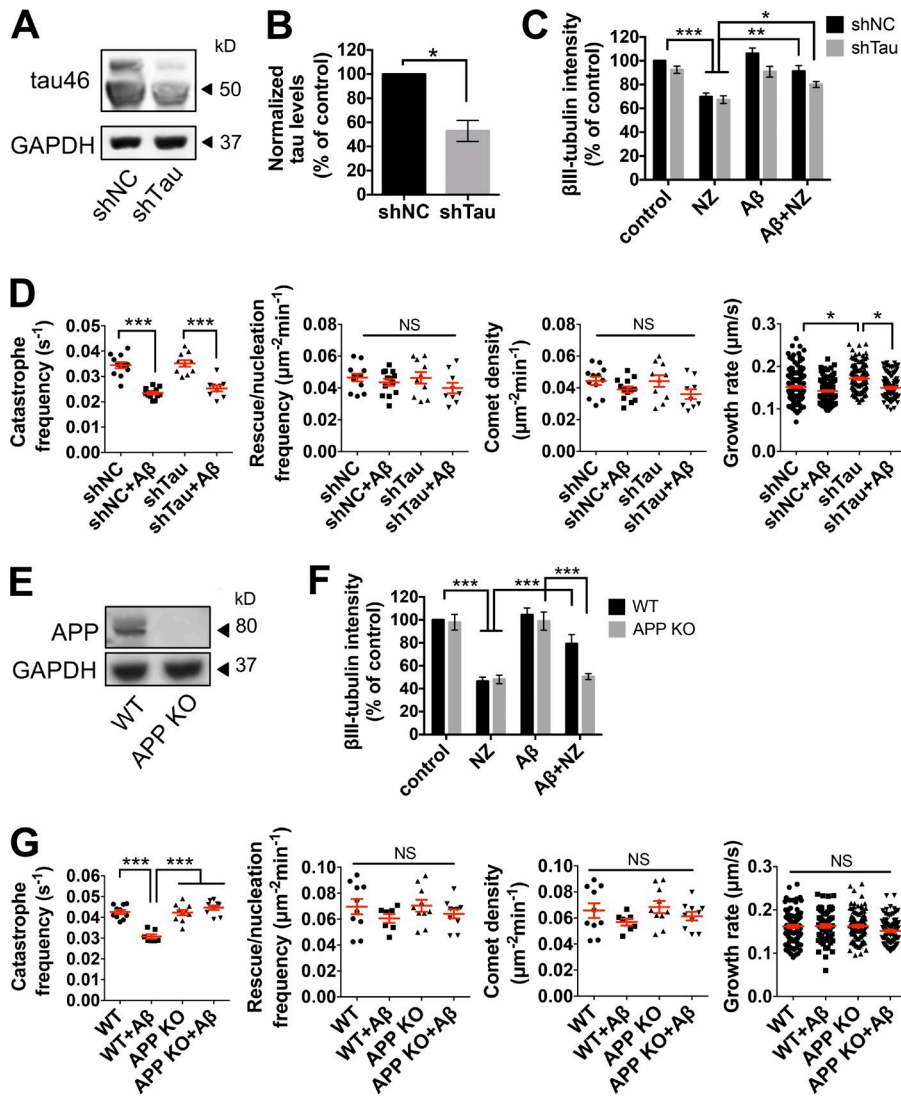 A
kD
tau46
50
GAPDH
37
shNC
shTau
B
Normalized
tau levels
(% of control)
120
100
80
60
40
20
0
*
shNC
shTau
C
βIII-tubulin intensity
(% of control)
120
100
80
60
40
20
0
***
**
*
control
NZ
Aβ
Aβ+NZ
shNC
shTau
D
Catastrophe
frequency (s⁻¹)
0.05
0.04
0.03
0.02
0.01
0.00
***
***
shNC
shNC+Aβ
shTau
shTau+Aβ
Rescue/nucleation
frequency (µm⁻²min⁻¹)
0.08
0.06
0.04
0.02
0.00
NS
shNC
shNC+Aβ
shTau
shTau+Aβ
Comet density
(µm⁻²min⁻¹)
0.08
0.06
0.04
0.02
0.00
NS
shNC
shNC+Aβ
shTau
shTau+Aβ
Growth rate (µm/s)
0.3
0.2
0.1
0.0
*
*
shNC
shNC+Aβ
shTau
shTau+Aβ
E
kD
APP
80
GAPDH
37
WT
APP KO
F
βIII-tubulin intensity
(% of control)
120
100
80
60
40
20
0
***
***
***
control
NZ
Aβ
Aβ+NZ
WT
APP KO
G
Catastrophe
frequency (s⁻¹)
0.06
0.05
0.04
0.03
0.02
0.01
0.00
***
***
WT
WT+Aβ
APP KO
APP KO+Aβ
Rescue/nucleation
frequency (µm⁻²min⁻¹)
0.10
0.08
0.06
0.04
0.02
0.00
NS
WT
WT+Aβ
APP KO
APP KO+Aβ
Comet density
(µm⁻²min⁻¹)
0.10
0.08
0.06
0.04
0.02
0.00
NS
WT
WT+Aβ
APP KO
APP KO+Aβ
Growth rate (µm/s)
0.3
0.2
0.1
0.0
NS
WT
WT+Aβ
APP KO
APP KO+Aβ